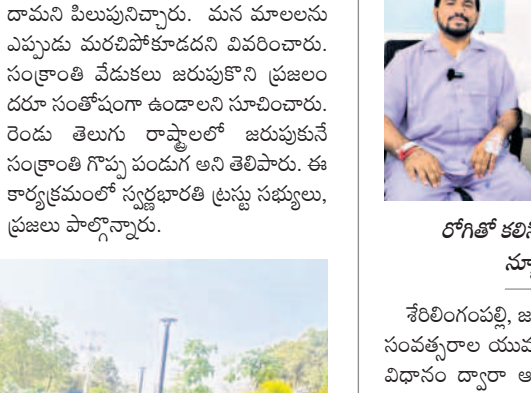 దామని పిలుపునిచ్చారు. మన మాలలను
ఎప్పుడు మరచిపోకూడదని వివరించారు.
సంక్రాంతి వేడుకలు జరుపుకొని ప్రజలం
దరూ సంతోషంగా ఉండాలని సూచించారు.
రెండు తెలుగు రాష్ట్రాలలో జరుపుకునే
సంక్రాంతి గొప్ప పండుగ అని తెలిపారు. ఈ
కార్యక్రమంలో స్వర్ణభారతి ట్రస్టు సభ్యులు,
ప్రజలు పాల్గొన్నారు.
రోగితో
శేరిలింగంపల్లి,
సంవత్సరాల
విధానం ద్వారా